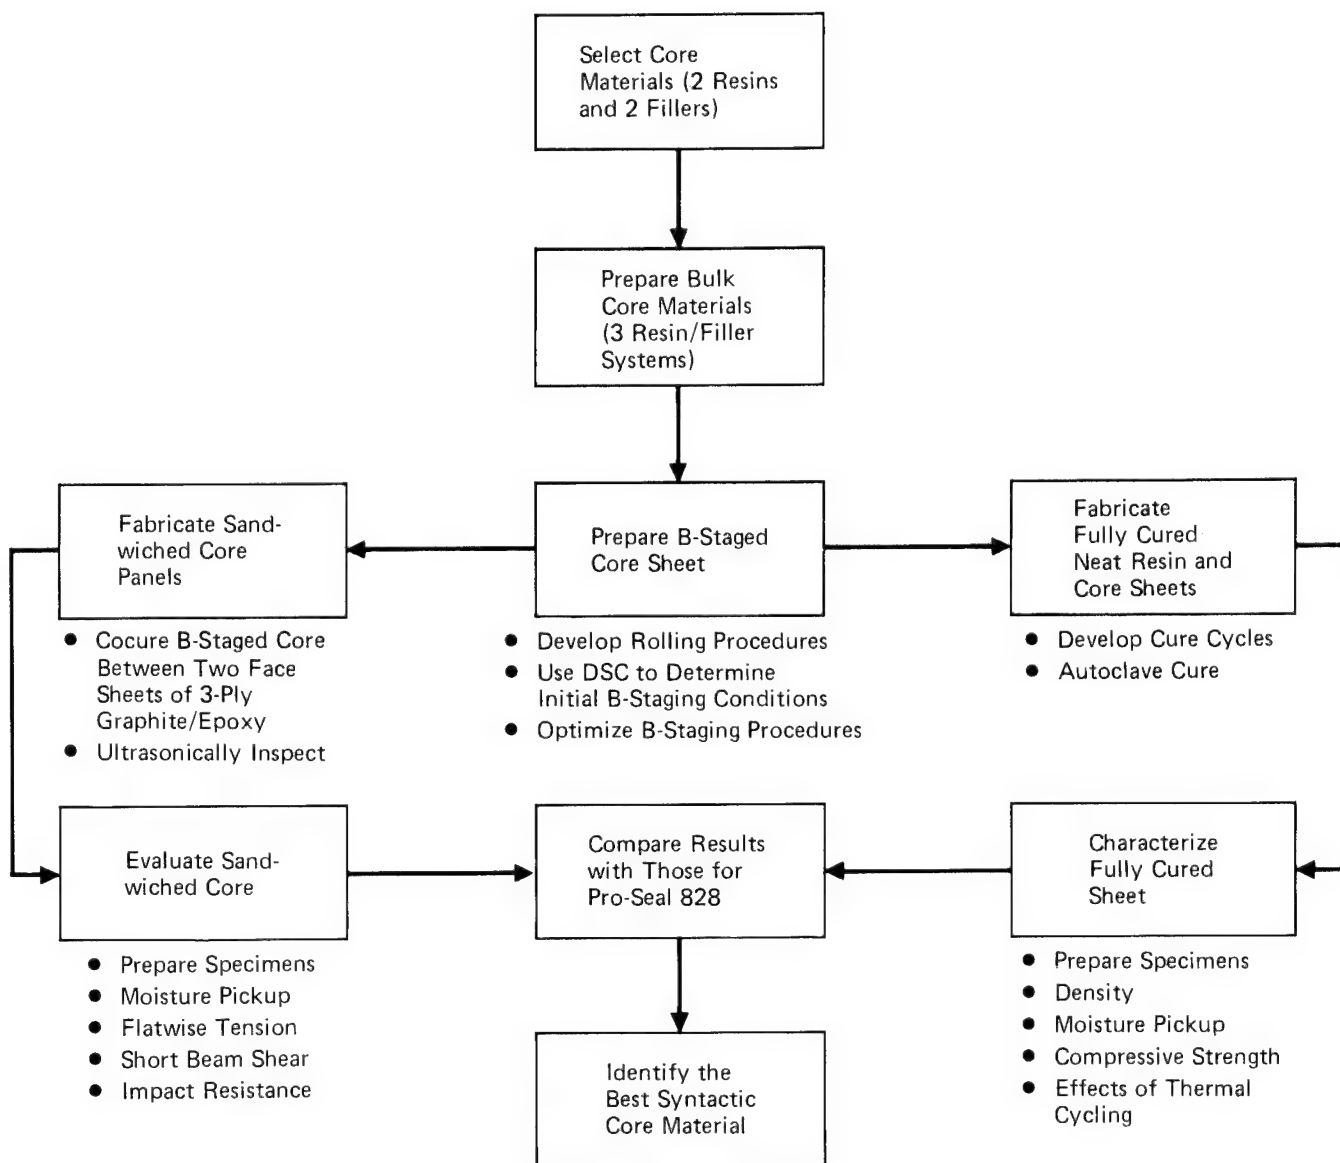 Select Core
Materials (2 Resins
and 2 Fillers)
Prepare Bulk
Core Materials
(3 Resin/Filler
Systems)
Fabricate Sand-
wiched Core
Panels
● Cocure B-Staged Core
Between Two Face
Sheets of 3-Ply
Graphite/Epoxy
● Ultrasonically Inspect
Prepare B-Staged
Core Sheet
● Develop Rolling Procedures
● Use DSC to Determine
Initial B-Staging Conditions
● Optimize B-Staging Procedures
Fabricate
Fully Cured
Neat Resin and
Core Sheets
● Develop Cure Cycles
● Autoclave Cure
Evaluate Sand-
wiched Core
● Prepare Specimens
● Moisture Pickup
● Flatwise Tension
● Short Beam Shear
● Impact Resistance
Compare Results
with Those for
Pro-Seal 828
Characterize
Fully Cured
Sheet
● Prepare Specimens
● Density
● Moisture Pickup
● Compressive Strength
● Effects of Thermal
Cycling
Identify the
Best Syntactic
Core Material